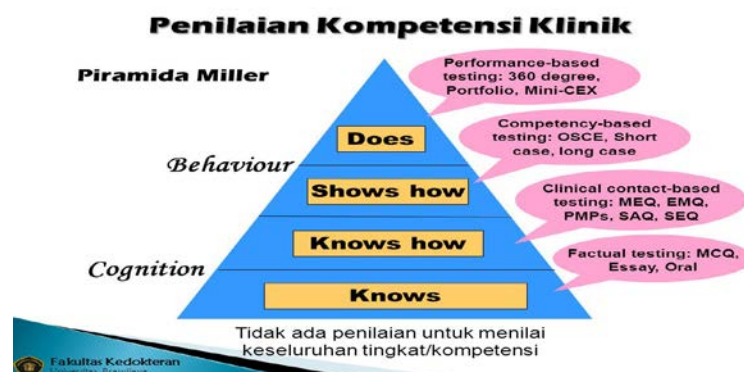 Penilaian Kompetensi Klinik
Piramida Miller
Performance-based
testing: 360 degree,
Portfolio, Mini-CEX
Does
Competency-based
testing: OSCE, Short
case, long case
Behaviour
Shows how
Clinical contact-based
testing: MEQ, EMQ,
PMPs, SAQ, SEQ
Knows how
Cognition
Factual testing: MCQ,
Essay, Oral
Knows
Tidak ada penilaian untuk menilai
keseluruhan tingkat/kompetensi
Fakultas Kedokteran